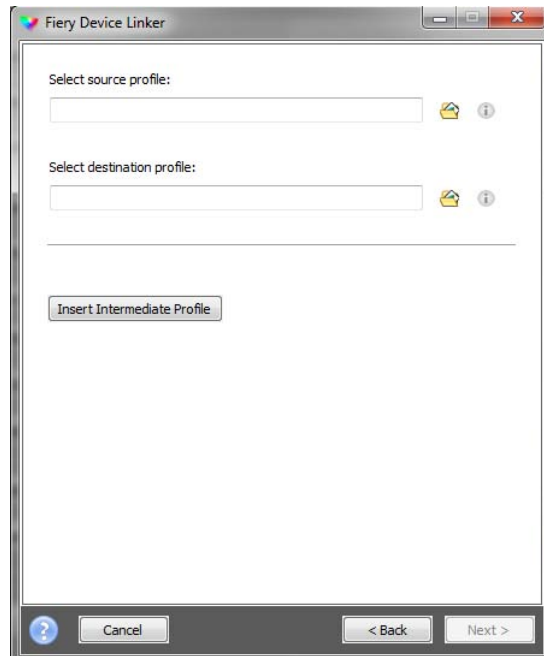 Fiery Device Linker
Select source profile:
Select destination profile:
Insert Intermediate Profile
Cancel
< Back
Next >